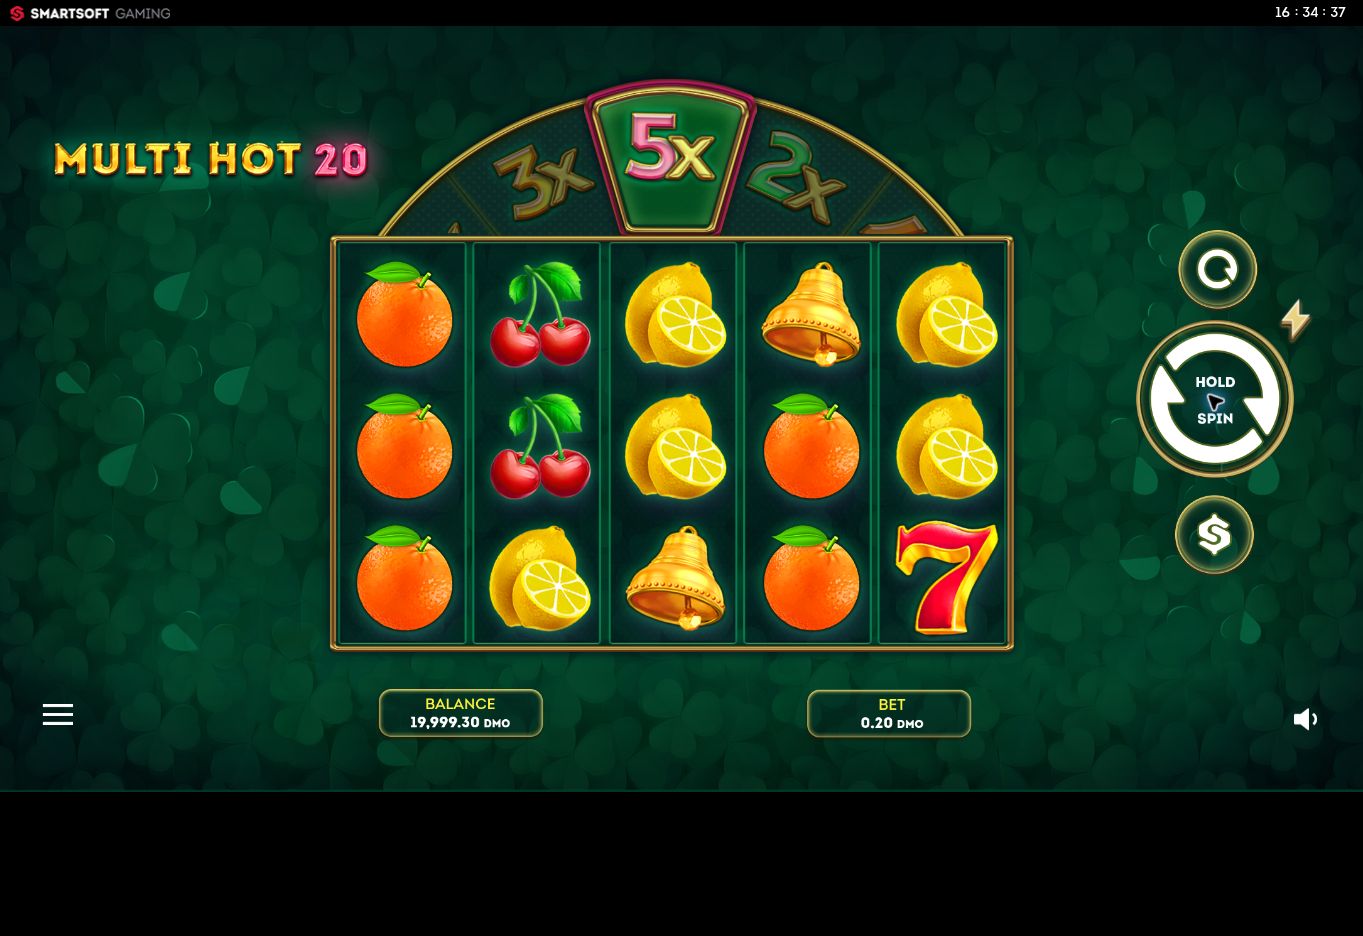 SMARTSOFT GAMING
16 : 34 : 37
MULTI HOT 20
3x
5x
2x
HOLD
SPIN
7
BALANCE
19,999.30 DMO
BET
0.20 DMO